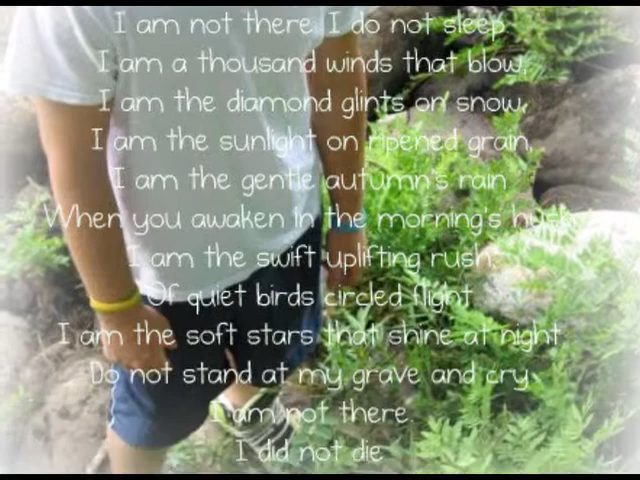 I am not there I do not sleep
I am a thousand winds that blow,
I am the diamond glints on snow,
I am the sunlight on ripened grain,
I am the gentle autumn's rain
When you awaken in the morning's hush
I am the swift uplifting rush
Of quiet birds circled flight
I am the soft stars that shine at night
Do not stand at my grave and cry,
I am not there.
I did not die